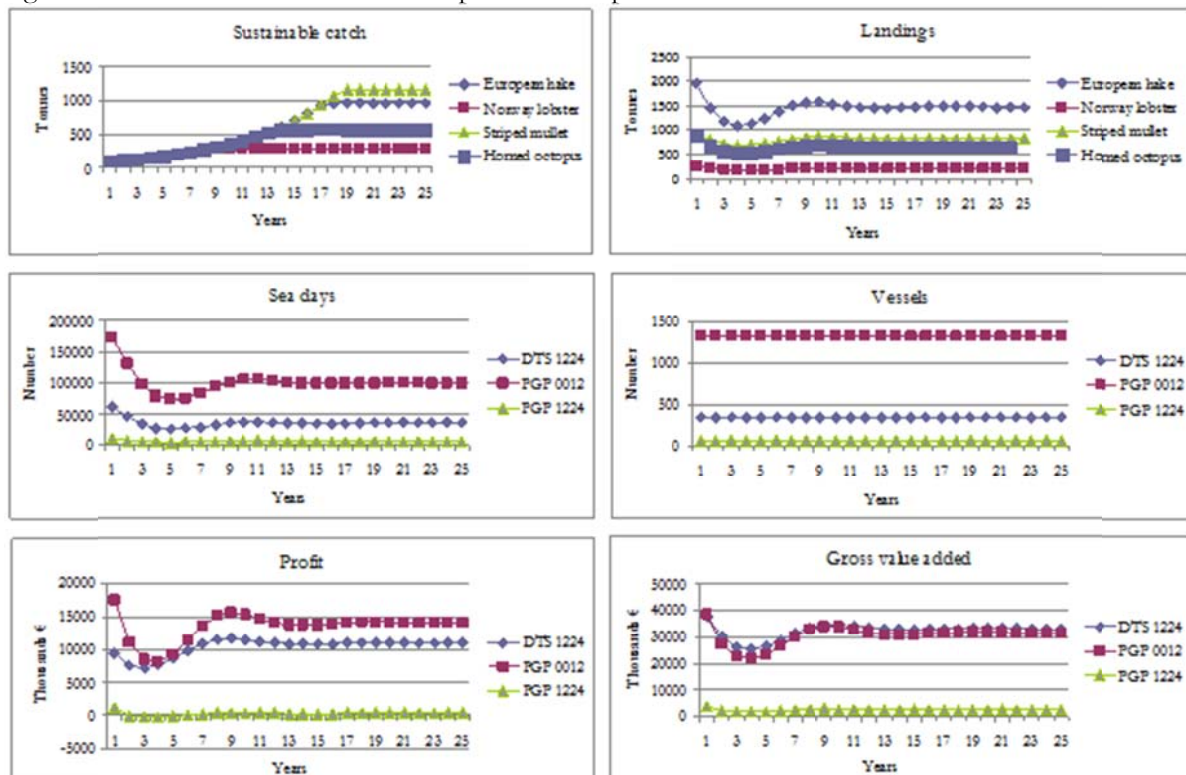 Sustainable catch
1500
1000
500
0
Tonnes
1 3 5 7 9 11 13 15 17 19 21 23 25
Years
European hake
Norway lobster
Striped mullet
Horned octopus
Landings
2500
2000
1500
1000
500
0
Tonnes
1 3 5 7 9 11 13 15 17 19 21 23 25
Years
European hake
Norway lobster
Striped mullet
Horned octopus
Sea days
200000
150000
100000
50000
0
Number
1 3 5 7 9 11 13 15 17 19 21 23 25
Years
DTS 1224
PGP 0012
PGP 1224
Vessels
1500
1000
500
0
Number
1 3 5 7 9 11 13 15 17 19 21 23 25
Years
DTS 1224
PGP 0012
PGP 1224
Profit
20000
15000
10000
5000
0
-5000
Thousands €
1 3 5 7 9 11 13 15 17 19 21 23 25
Years
DTS 1224
PGP 0012
PGP 1224
Gross value added
50000
40000
30000
20000
10000
0
Thousands €
1 3 5 7 9 11 13 15 17 19 21 23 25
Years
DTS 1224
PGP 0012
PGP 1224